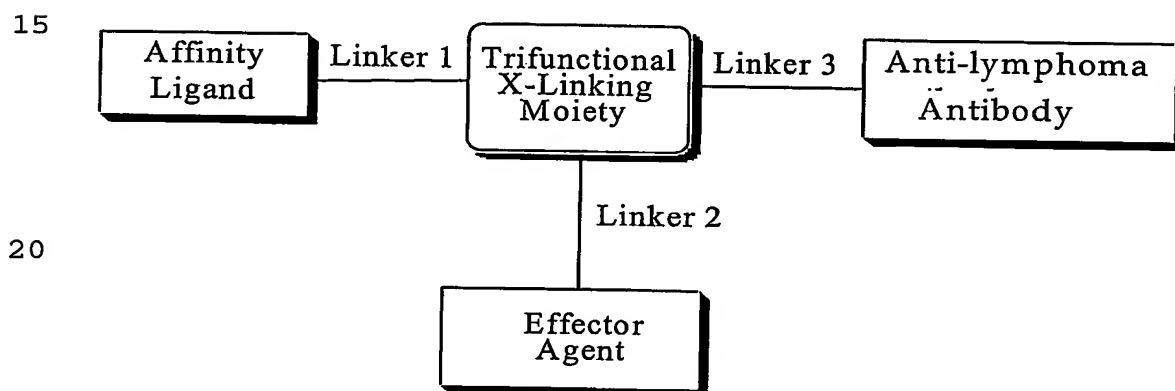 15
Affinity
Ligand
Linker 1
Trifunctional
X-Linking
Moiety
Linker 3
Anti-lymphoma
Antibody
Linker 2
20
Effector
Agent